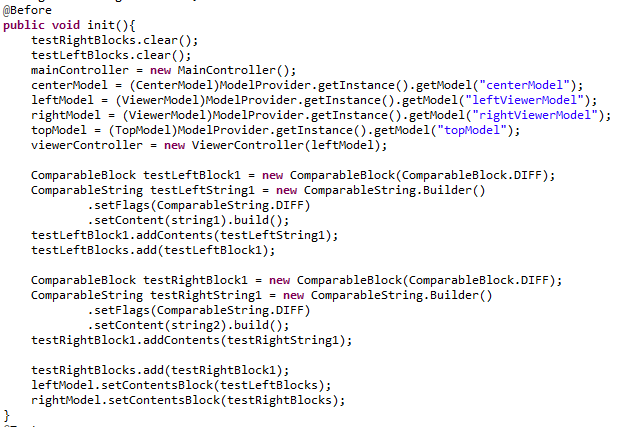 @Before
public void init(){
    testRightBlocks.clear();
    testLeftBlocks.clear();
    mainController = new MainController();
    centerModel = (CenterModel)ModelProvider.getInstance().getModel("centerModel");
    leftModel = (ViewerModel)ModelProvider.getInstance().getModel("leftViewerModel");
    rightModel = (ViewerModel)ModelProvider.getInstance().getModel("rightViewerModel");
    topModel = (TopModel)ModelProvider.getInstance().getModel("topModel");
    viewerController = new ViewerController(leftModel);

    ComparableBlock testLeftBlock1 = new ComparableBlock(ComparableBlock.DIFF);
    ComparableString testLeftString1 = new ComparableString.Builder()
            .setFlags(ComparableString.DIFF)
            .setContent(string1).build();
    testLeftBlock1.addContents(testLeftString1);
    testLeftBlocks.add(testLeftBlock1);

    ComparableBlock testRightBlock1 = new ComparableBlock(ComparableBlock.DIFF);
    ComparableString testRightString1 = new ComparableString.Builder()
            .setFlags(ComparableString.DIFF)
            .setContent(string2).build();
    testRightBlock1.addContents(testRightString1);

    testRightBlocks.add(testRightBlock1);
    leftModel.setContentsBlock(testLeftBlocks);
    rightModel.setContentsBlock(testRightBlocks);
}